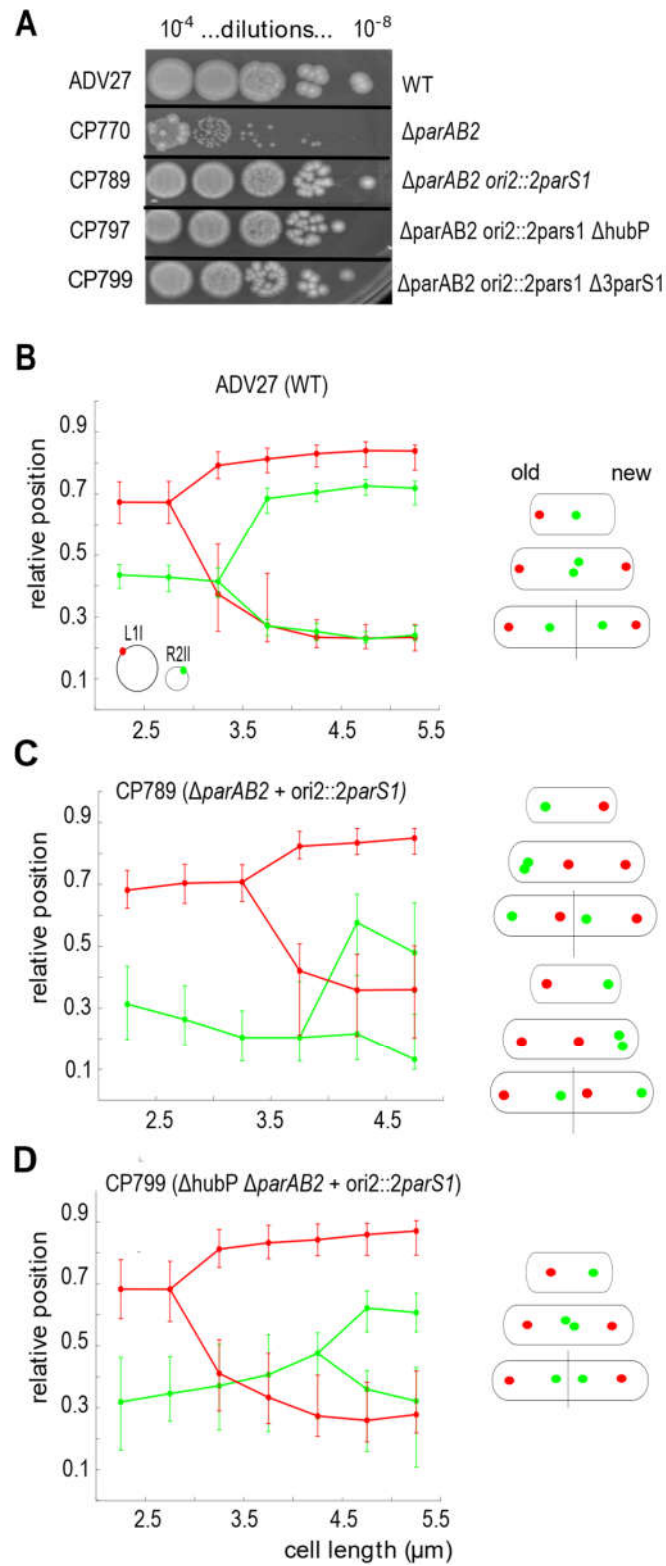 A
10-4 ...dilutions... 10-8
ADV27 WT
CP770 ΔparAB2
CP789 ΔparAB2 ori2::2parS1
CP797 ΔparAB2 ori2::2pars1 ΔhubP
CP799 ΔparAB2 ori2::2pars1 Δ3parS1
B
ADV27 (WT)
relative position
0.9
0.7
0.5
0.3
0.1
L1I
R2II
2.5 3.5 4.5 5.5
old new
C
CP789 (ΔparAB2 + ori2::2parS1)
relative position
0.9
0.7
0.5
0.3
0.1
2.5 3.5 4.5
D
CP799 (ΔhubP ΔparAB2 + ori2::2parS1)
relative position
0.9
0.7
0.5
0.3
0.1
2.5 3.5 4.5 5.5
cell length (μm)